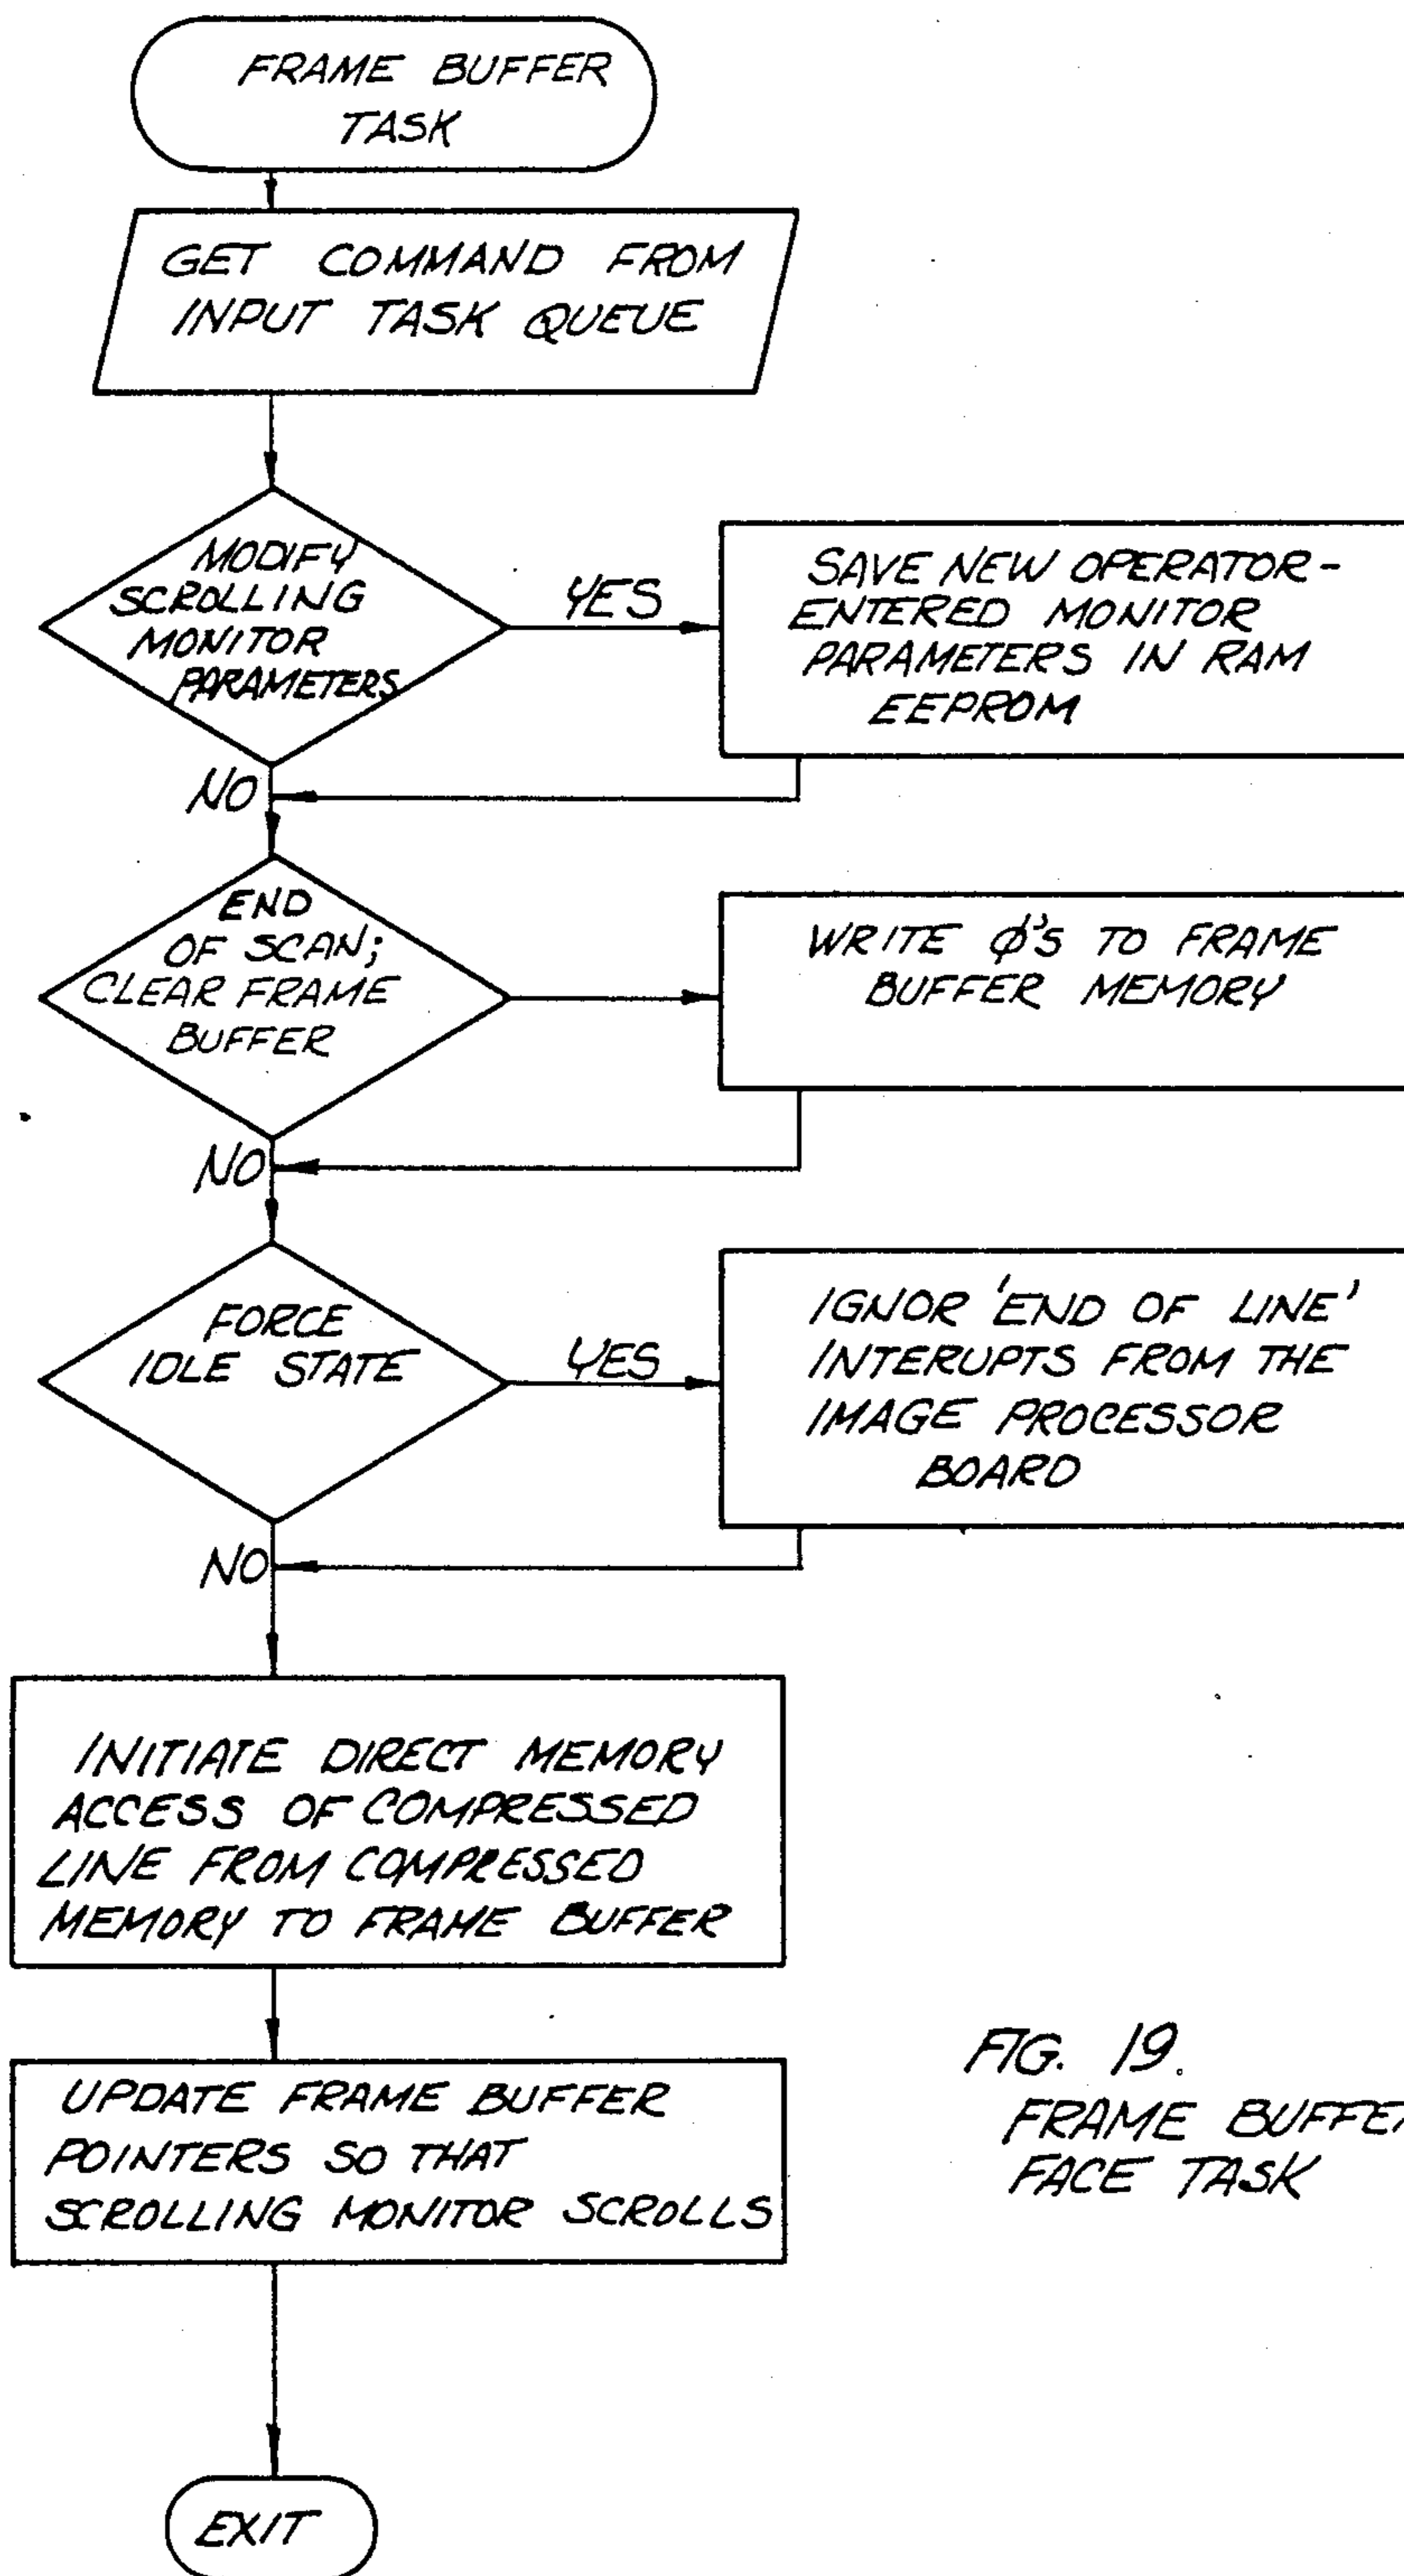 FRAME BUFFER
TASK
GET COMMAND FROM
INPUT TASK QUEUE
MODIFY
SCROLLING
MONITOR
PARAMETERS
YES
SAVE NEW OPERATOR-
ENTERED MONITOR
PARAMETERS IN RAM
EEPROM
NO
END
OF SCAN;
CLEAR FRAME
BUFFER
WRITE φ'S TO FRAME
BUFFER MEMORY
NO
FORCE
IDLE STATE
YES
IGNOR 'END OF LINE'
INTERUPTS FROM THE
IMAGE PROCESSOR
BOARD
NO
INITIATE DIRECT MEMORY
ACCESS OF COMPRESSED
LINE FROM COMPRESSED
MEMORY TO FRAME BUFFER
UPDATE FRAME BUFFER
POINTERS SO THAT
SCROLLING MONITOR SCROLLS
EXIT
FIG. 19.
FRAME BUFFE
FACE TASK